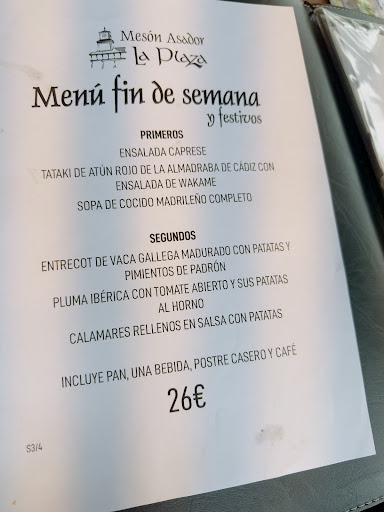 Mesón Asador
La Plaza
Menú fin de semana
y festivos
PRIMEROS
ENSALADA CAPRESE
TATAKI DE ATÚN ROJO DE LA ALMADRABA DE CÁDIZ CON
ENSALADA DE WAKAME
SOPA DE COCIDO MADRILEÑO COMPLETO
SEGUNDOS
ENTRECOT DE VACA GALLEGA MADURADO CON PATATAS Y
PIMIENTOS DE PADRÓN
PLUMA IBÉRICA CON TOMATE ABIERTO Y SUS PATATAS
AL HORNO
CALAMARES RELLENOS EN SALSA CON PATATAS
INCLUYE PAN, UNA BEBIDA, POSTRE CASERO Y CAFÉ
26€
S3/4